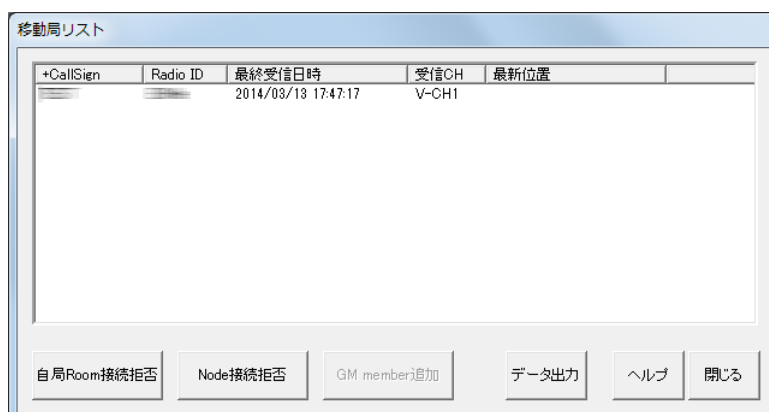 移動局リスト
+CallSign Radio ID 最終受信日時 受信CH 最新位置
2014/03/13 17:47:17 V-CH1
自局Room接続拒否 Node接続拒否 GM member追加 データ出力 ヘルプ 閉じる